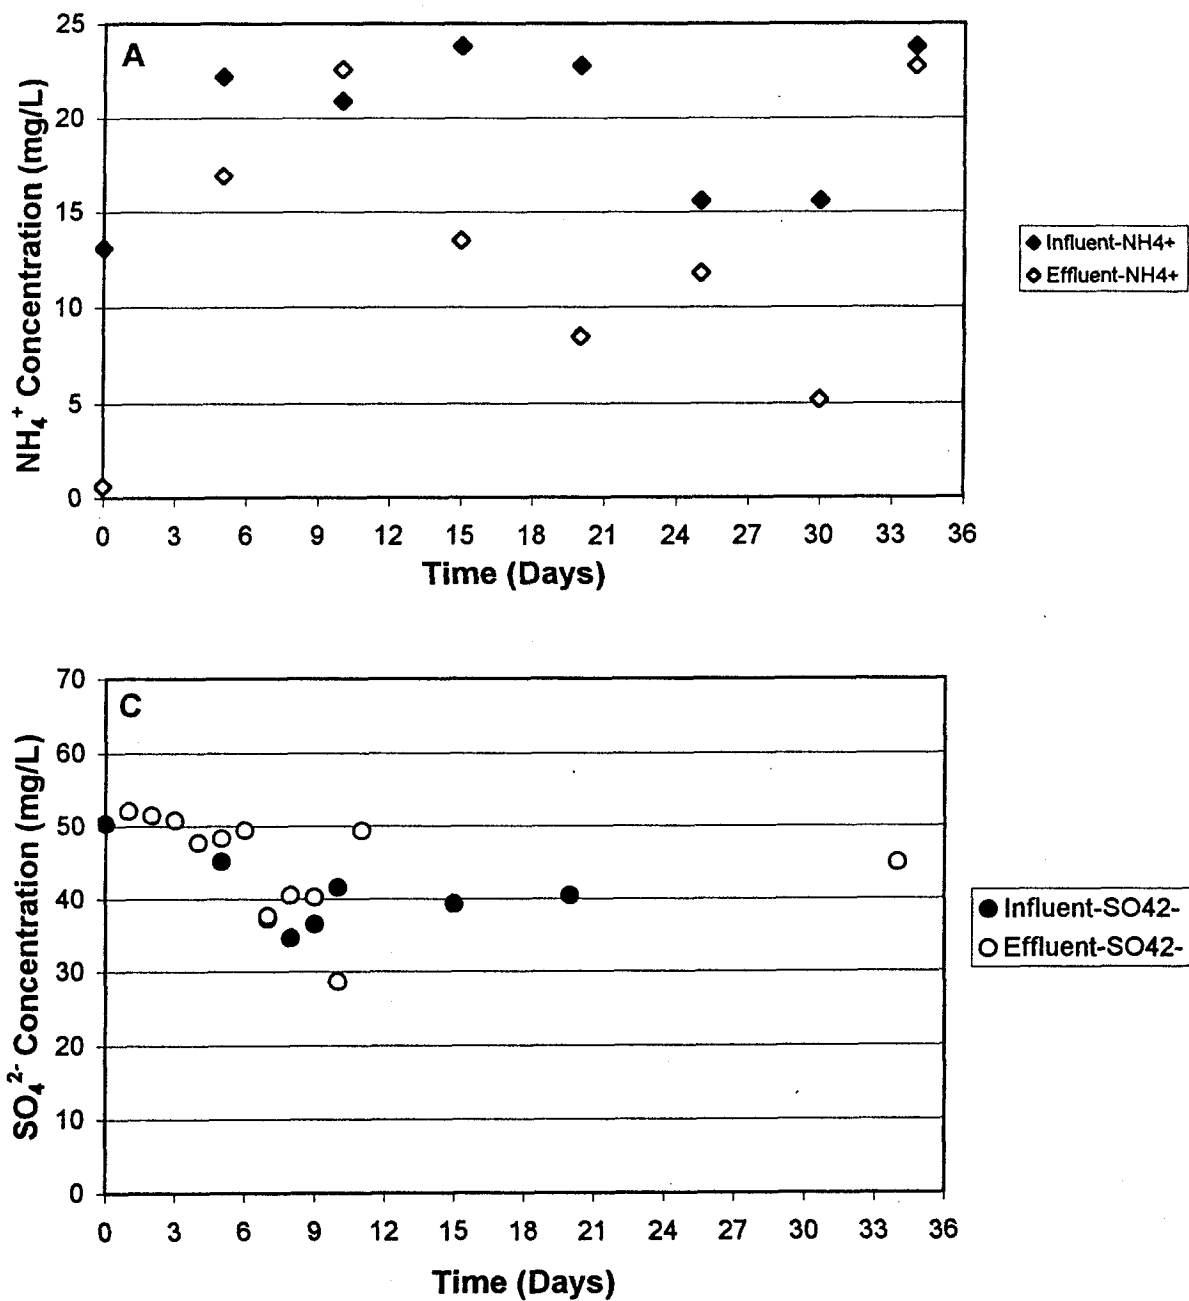 25
A
20
15
10
5
0
NH₄⁺ Concentration (mg/L)
0 3 6 9 12 15 18 21 24 27 30 33 36
Time (Days)
Influent-NH4+
Effluent-NH4+
70
C
60
50
40
30
20
10
0
SO₄²⁻ Concentration (mg/L)
0 3 6 9 12 15 18 21 24 27 30 33 36
Time (Days)
Influent-SO42-
Effluent-SO42-